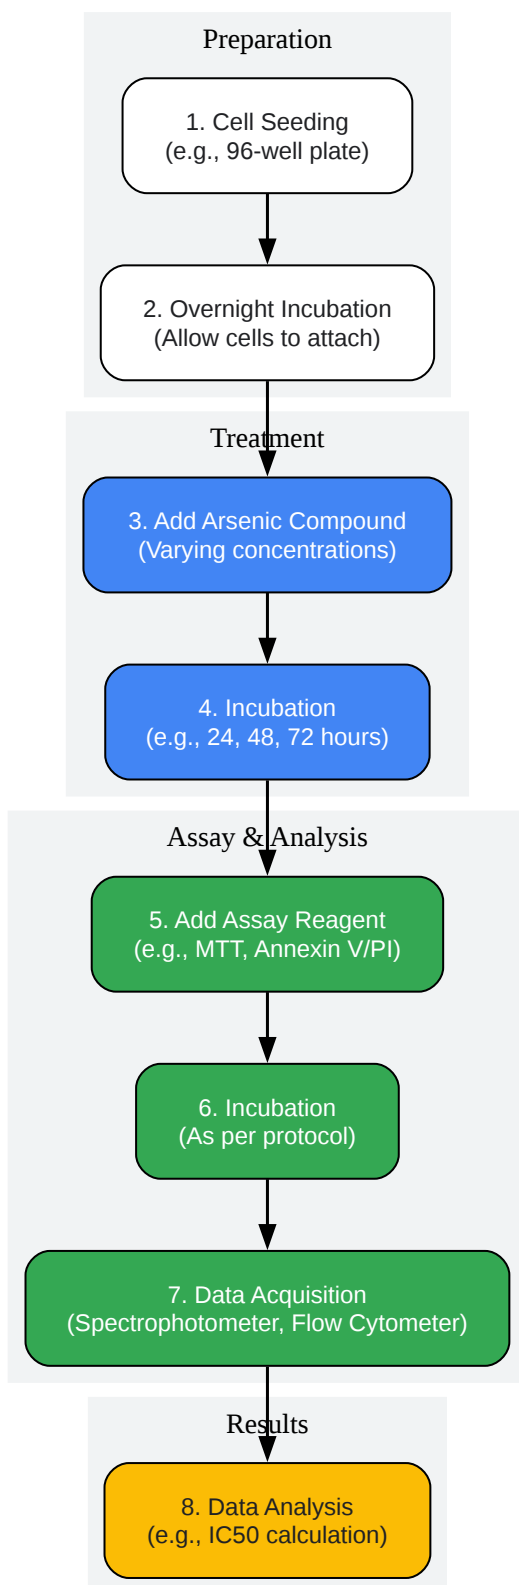 Preparation
1. Cell Seeding
(e.g., 96-well plate)
2. Overnight Incubation
(Allow cells to attach)
Treatment
3. Add Arsenic Compound
(Varying concentrations)
4. Incubation
(e.g., 24, 48, 72 hours)
Assay & Analysis
5. Add Assay Reagent
(e.g., MTT, Annexin V/PI)
6. Incubation
(As per protocol)
7. Data Acquisition
(Spectrophotometer, Flow Cytometer)
Results
8. Data Analysis
(e.g., IC50 calculation)